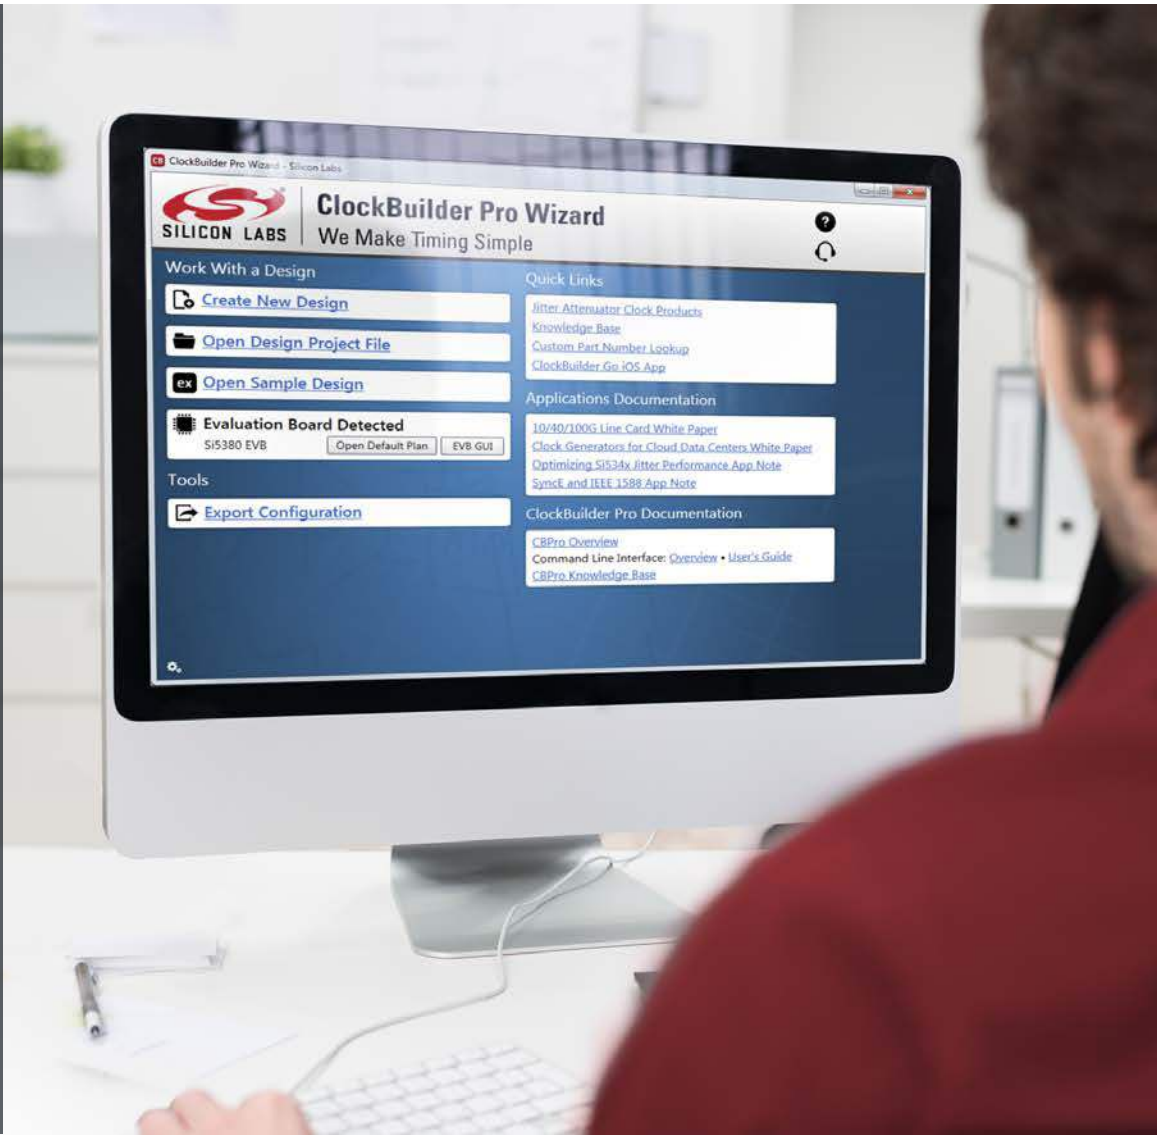 CB ClockBuilder Pro Wizard - Silicon Labs
SILICON LABS
ClockBuilder Pro Wizard
We Make Timing Simple
?
Work With a Design
Create New Design
Open Design Project File
ex Open Sample Design
Evaluation Board Detected
Si5380 EVB Open Default Plan EVB GUI
Tools
Export Configuration
Quick Links
Jitter Attenuator Clock Products
Knowledge Base
Custom Part Number Lookup
ClockBuilder Go iOS App
Applications Documentation
10/40/100G Line Card White Paper
Clock Generators for Cloud Data Centers White Paper
Optimizing Si534x Jitter Performance App Note
SyncE and IEEE 1588 App Note
ClockBuilder Pro Documentation
CBPro Overview
Command Line Interface: Overview • User's Guide
CBPro Knowledge Base